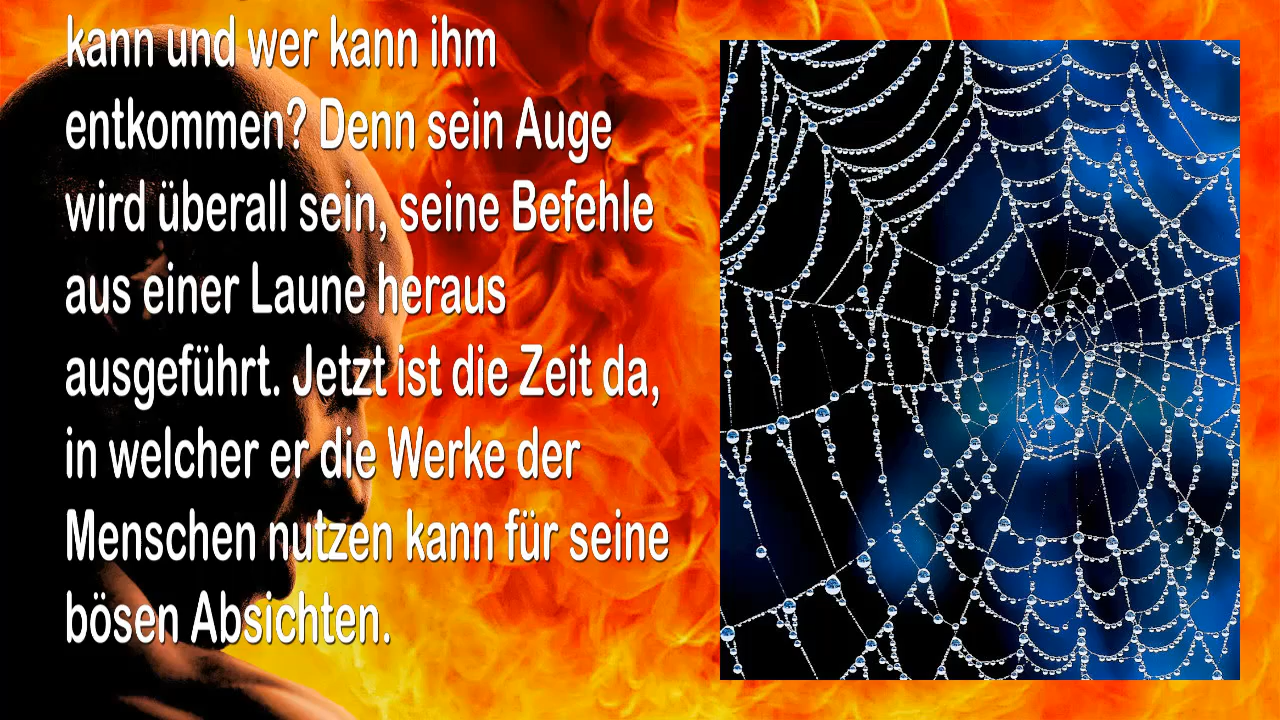 kann und wer kann ihm
entkommen? Denn sein Auge
wird überall sein, seine Befehle
aus einer Laune heraus
ausgeführt. Jetzt ist die Zeit da,
in welcher er die Werke der
Menschen nutzen kann für seine
bösen Absichten.